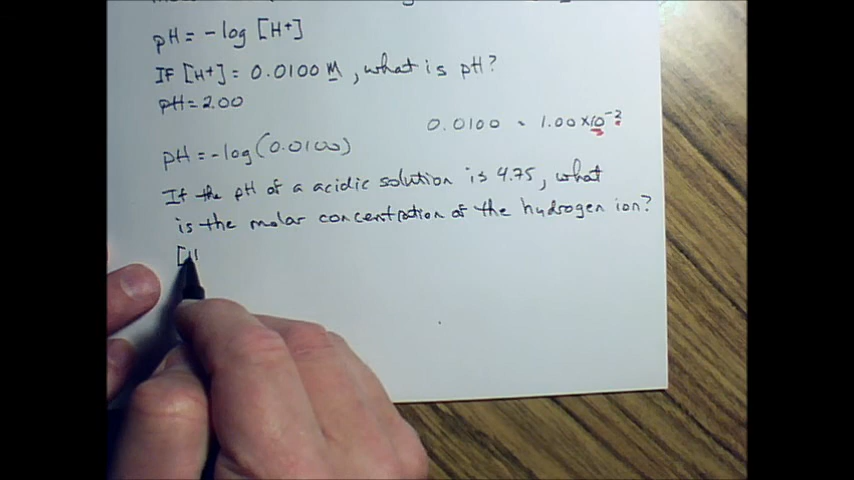 pH = -log [H+]
IF [H+] = 0.0100 M, what is pH?
pH = 2.00
0.0100 = 1.00 × 10⁻²
pH = -log(0.0100)
If the pH of a acidic solution is 4.75, what
is the molar concentration of the hydrogen ion?
[H